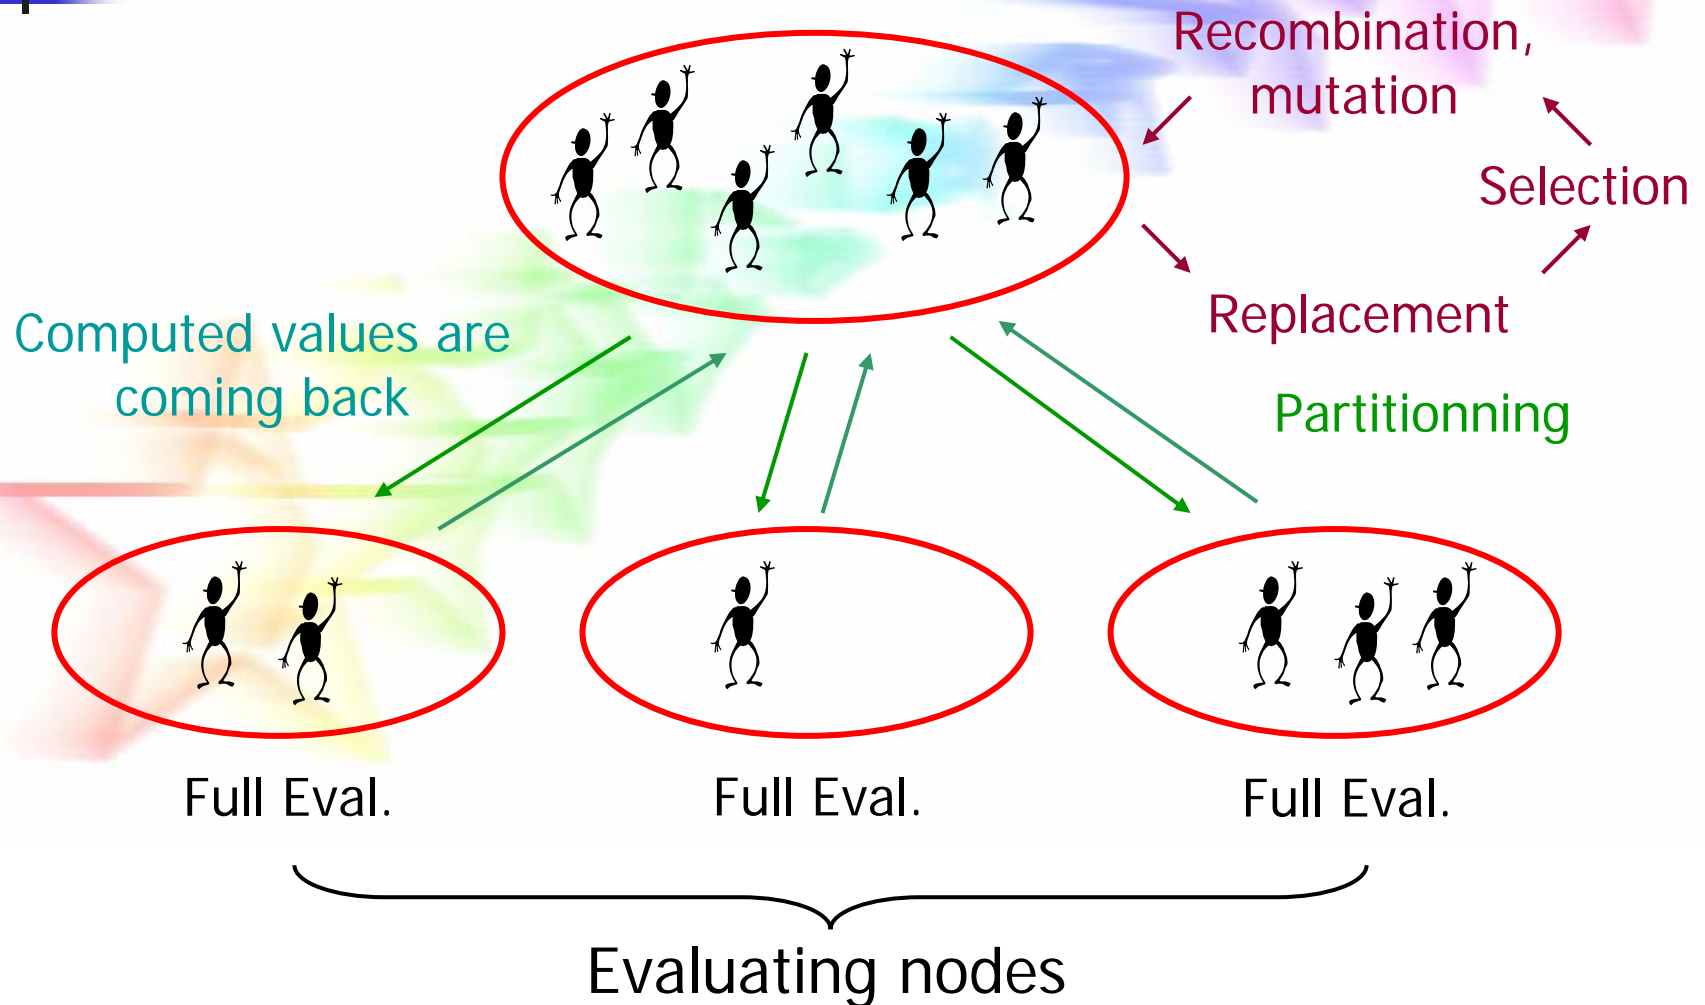 Recombination,
mutation
Selection
Replacement
Computed values are
coming back
Partitionning
Full Eval.
Full Eval.
Full Eval.
Evaluating nodes